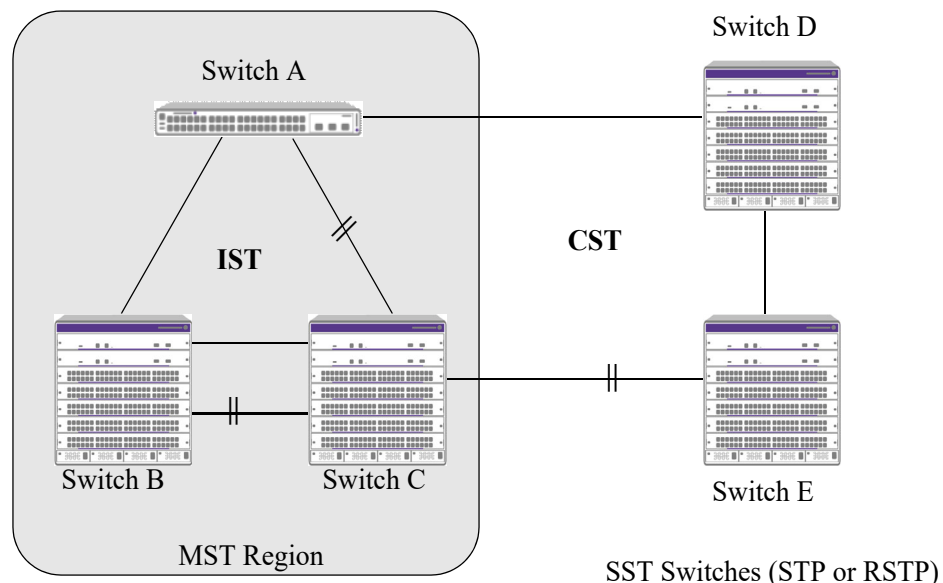 Switch D
Switch A
IST
CST
Switch B
Switch C
Switch E
MST Region
SST Switches (STP or RSTP)